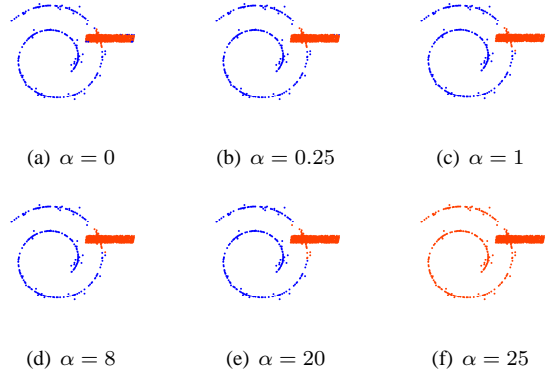 (a) α = 0
(b) α = 0.25
(c) α = 1
(d) α = 8
(e) α = 20
(f) α = 25